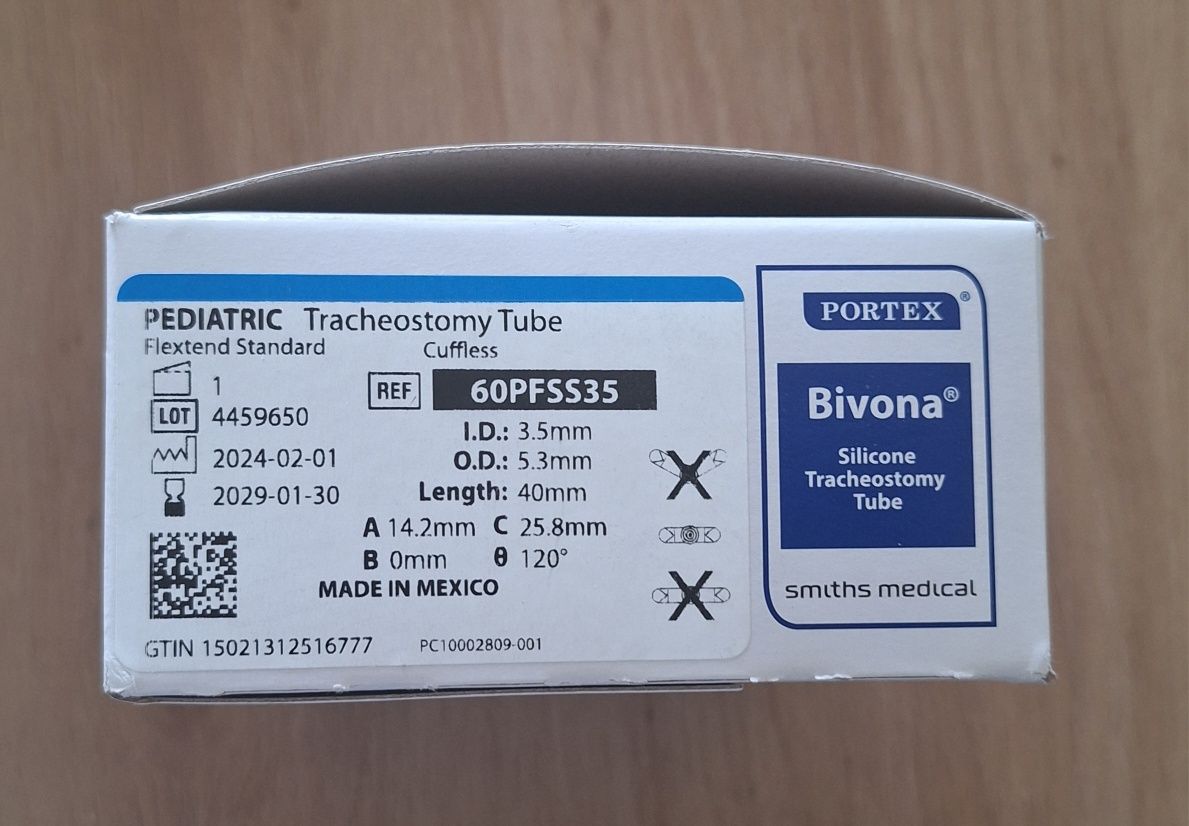 PEDIATRIC Tracheostomy Tube
Flextend Standard Cuffless
1
REF 60PFSS35
LOT 4459650
I.D.: 3.5mm
2024-02-01
O.D.: 5.3mm
2029-01-30
Length: 40mm
A 14.2mm C 25.8mm
B 0mm θ 120°
MADE IN MEXICO
GTIN 15021312516777 PC10002809-001
PORTEX®
Bivona®
Silicone
Tracheostomy
Tube
smiths medical